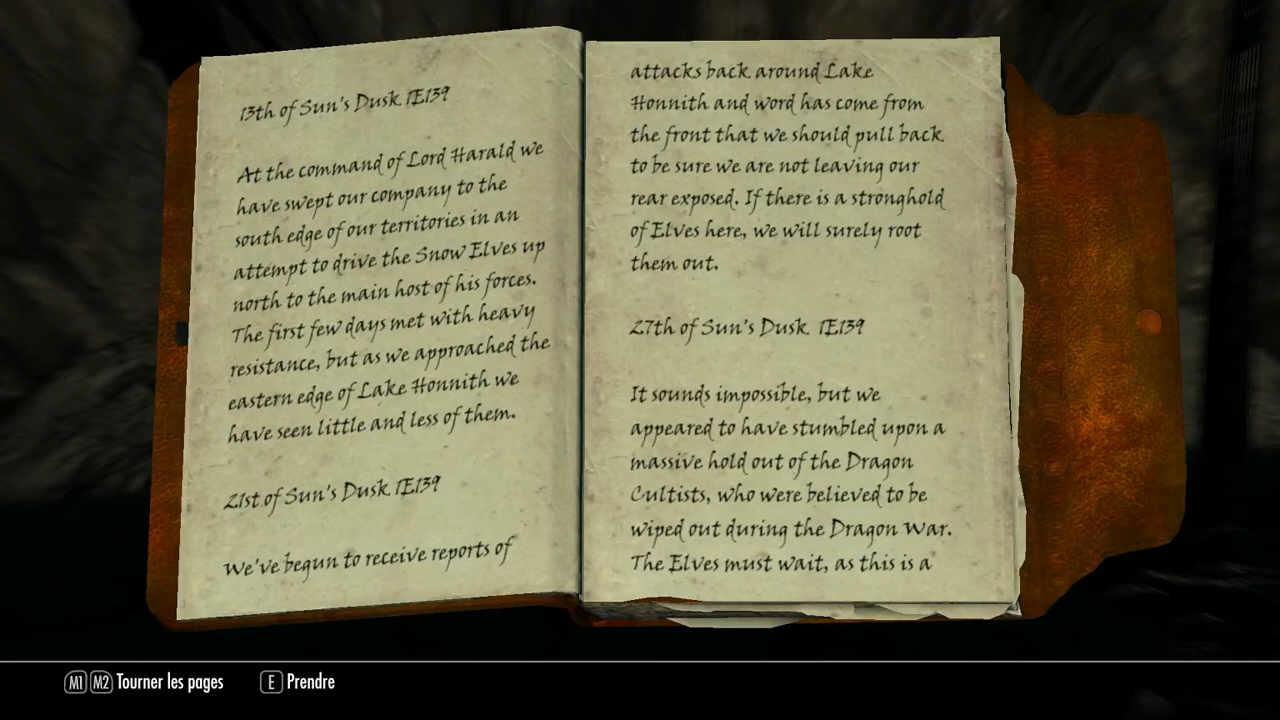 13th of Sun's Dusk 1E139
At the command of Lord Harald we
have swept our company to the
south edge of our territories in an
attempt to drive the Snow Elves up
north to the main host of his forces.
The first few days met with heavy
resistance, but as we approached the
eastern edge of Lake Honnith we
have seen little and less of them.
21st of Sun's Dusk 1E139
We've begun to receive reports of
attacks back around Lake
Honnith and word has come from
the front that we should pull back
to be sure we are not leaving our
rear exposed. If there is a stronghold
of Elves here, we will surely root
them out.
27th of Sun's Dusk 1E139
It sounds impossible, but we
appeared to have stumbled upon a
massive hold out of the Dragon
Cultists, who were believed to be
wiped out during the Dragon War.
The Elves must wait, as this is a
M1 M2 Tourner les pages
E Prendre